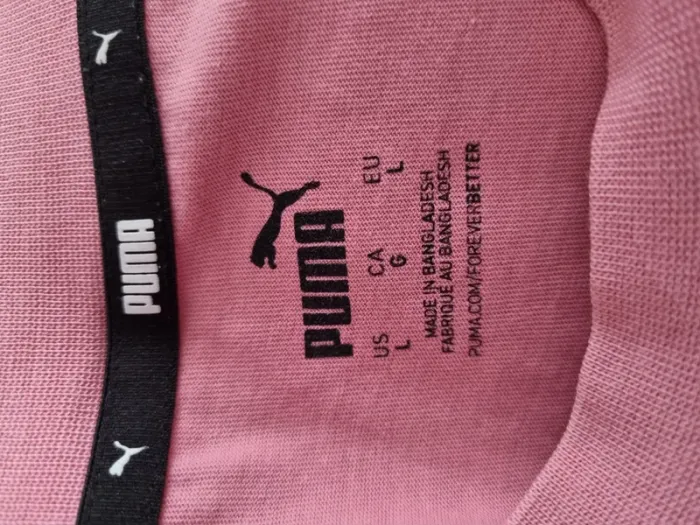 PUMA
PUMA
US CA EU
L G L
MADE IN BANGLADESH
FABRIQUÉ AU BANGLADESH
PUMA.COM/FOREVERBETTER